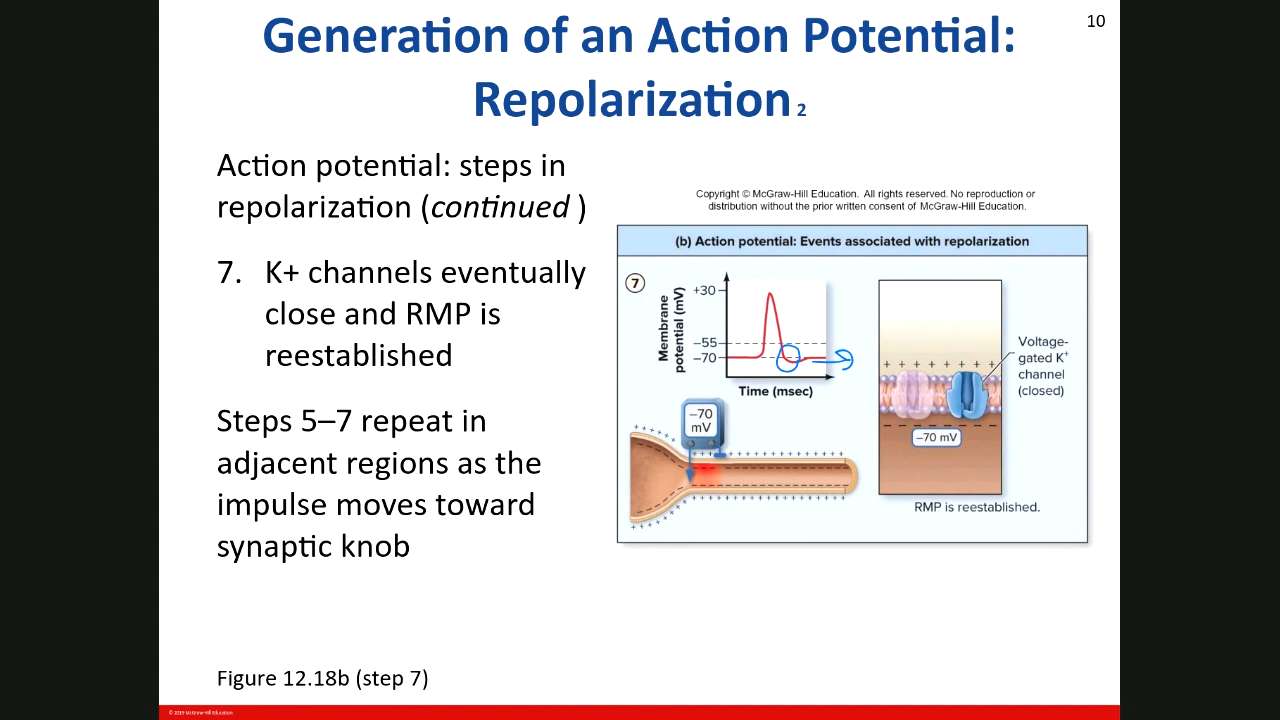 10
Generation of an Action Potential:
Repolarization 2
Action potential: steps in
repolarization (continued )
7. K+ channels eventually
close and RMP is
reestablished
Steps 5–7 repeat in
adjacent regions as the
impulse moves toward
synaptic knob
Figure 12.18b (step 7)
Copyright © McGraw-Hill Education. All rights reserved. No reproduction or
distribution without the prior written consent of McGraw-Hill Education.
(b) Action potential: Events associated with repolarization
7
Membrane
potential (mV)
+30
–55
–70
Time (msec)
–70
mV
Voltage-
gated K⁺
channel
(closed)
–70 mV
RMP is reestablished.
© 2019 McGraw-Hill Education